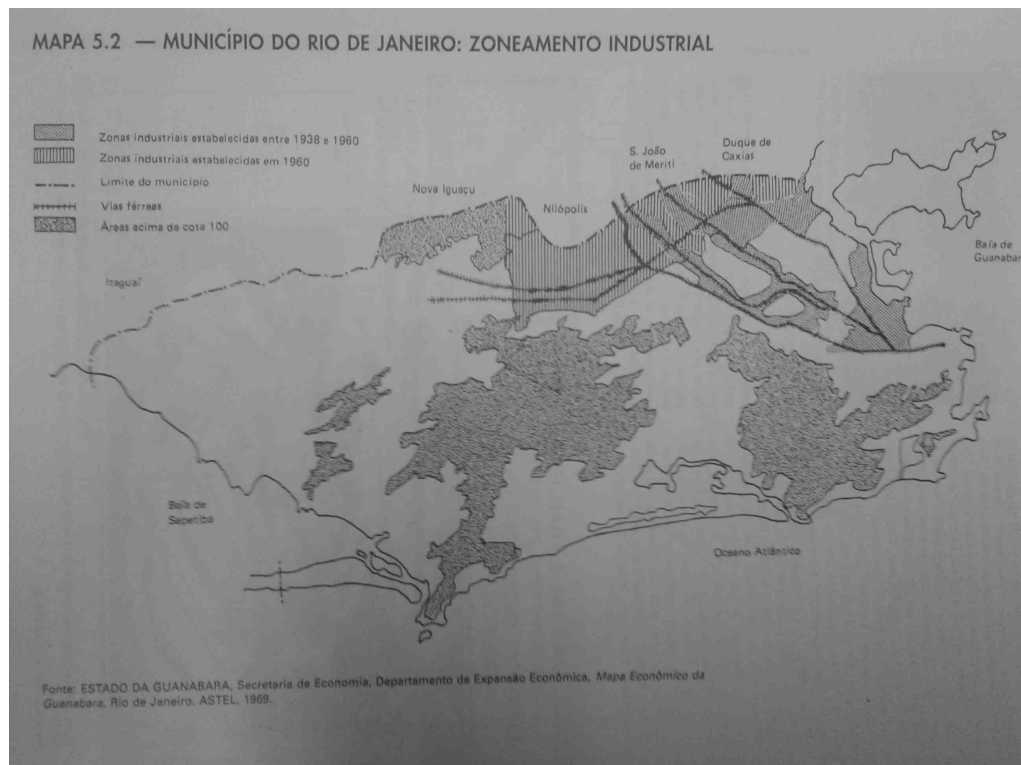 MAPA 5.2 — MUNICÍPIO DO RIO DE JANEIRO: ZONEAMENTO INDUSTRIAL
Zonas industriais estabelecidas entre 1938 e 1960
Zonas industriais estabelecidas em 1960
Limite do município
Vias férreas
Áreas acima da cota 100
Duque de
Caxias
S. João
de Meriti
Nova Iguaçu
Nilópolis
Baía de
Guanabar
Itaguaí
Baía de
Sepetiba
Oceano Atlântico
Fonte: ESTADO DA GUANABARA, Secretaria de Economia, Departamento de Expansão Econômica, Mapa Econômico da
Guanabara, Rio de Janeiro. ASTEL, 1969.